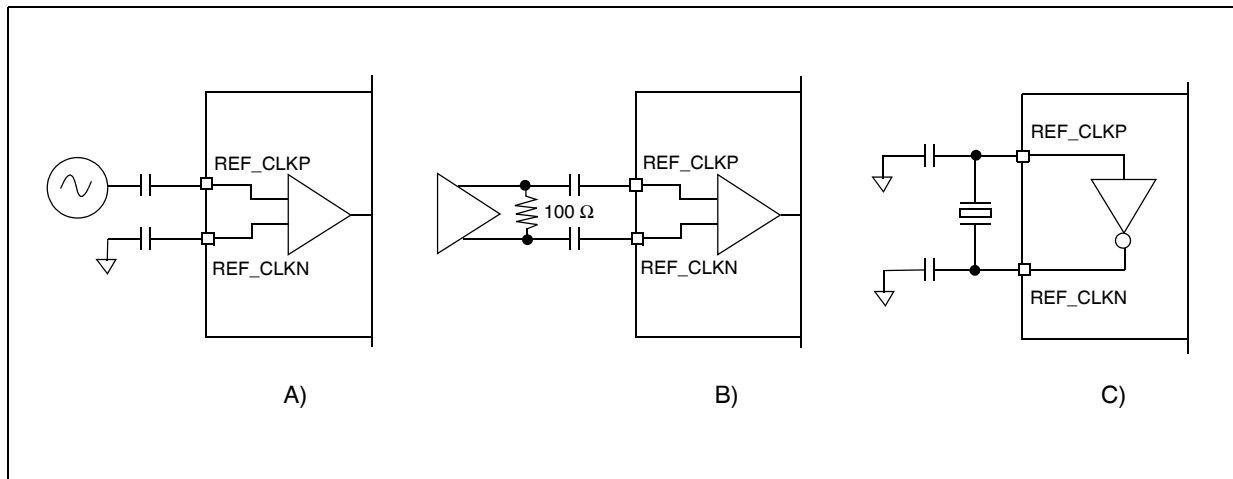 REF_CLKP
REF_CLKN
A)
REF_CLKP
100 Ω
REF_CLKN
B)
REF_CLKP
REF_CLKN
C)